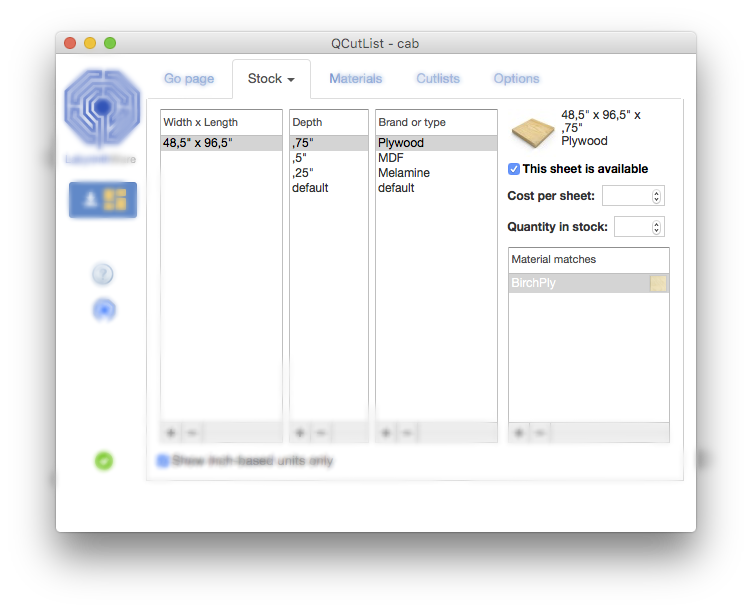 QCutList - cab
Go page
Stock
Materials
Cutlists
Options
Width x Length
48,5" x 96,5"
Depth
,75"
,5"
,25"
default
Brand or type
Plywood
MDF
Melamine
default
48,5" x 96,5" x
,75"
Plywood
This sheet is available
Cost per sheet:
Quantity in stock:
Material matches
BirchPly
Show inch-based units only